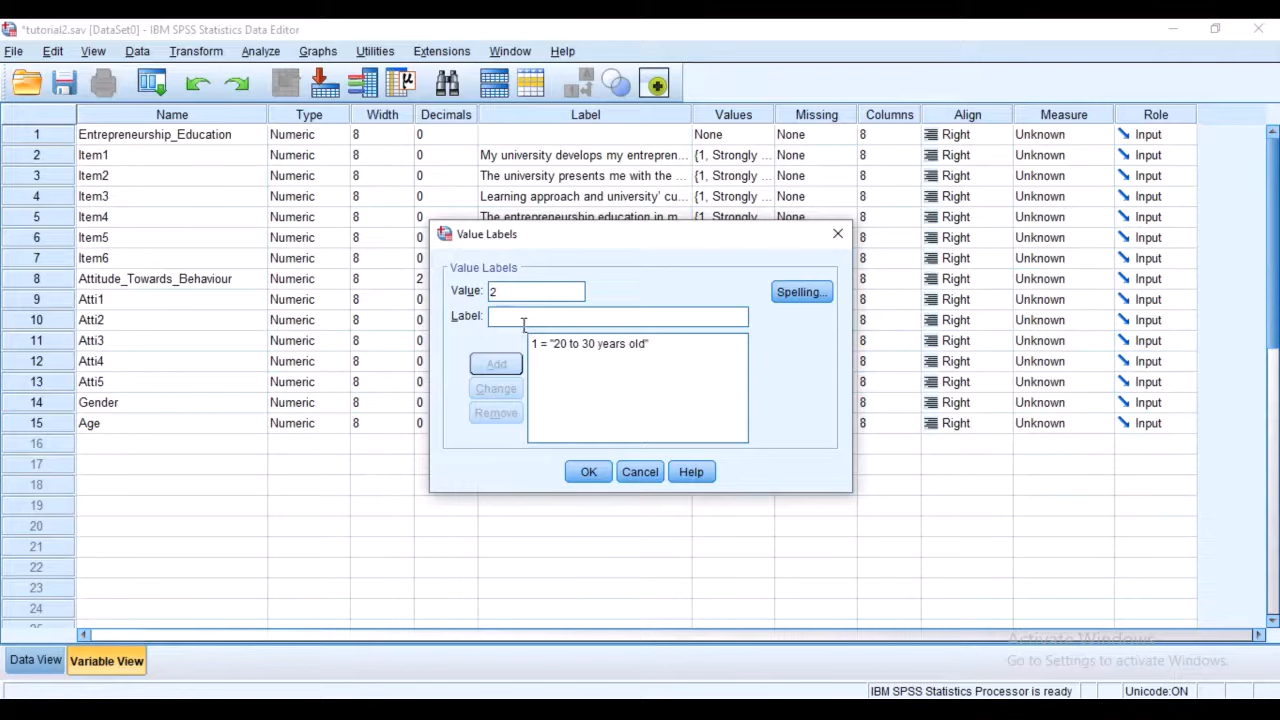 *tutorial2.sav [DataSet0] - IBM SPSS Statistics Data Editor
File Edit View Data Transform Analyze Graphs Utilities Extensions Window Help
Name Type Width Decimals Label Values Missing Columns Align Measure Role
1 Entrepreneurship_Education Numeric 8 0 None None 8 Right Unknown Input
2 Item1 Numeric 8 0 My university develops my entrepren... {1, Strongly ... None 8 Right Unknown Input
3 Item2 Numeric 8 0 The university presents me with the ... {1, Strongly ... None 8 Right Unknown Input
4 Item3 Numeric 8 0 Learning approach and university' cu... {1, Strongly ... None 8 Right Unknown Input
5 Item4 Numeric 8 0 The entrepreneurship education in m... {1, Strongly ... None 8 Right Unknown Input
6 Item5 Numeric 8 0 8 Right Unknown Input
7 Item6 Numeric 8 0 8 Right Unknown Input
8 Attitude_Towards_Behaviour Numeric 8 2 8 Right Unknown Input
9 Atti1 Numeric 8 0 8 Right Unknown Input
10 Atti2 Numeric 8 0 8 Right Unknown Input
11 Atti3 Numeric 8 0 8 Right Unknown Input
12 Atti4 Numeric 8 0 8 Right Unknown Input
13 Atti5 Numeric 8 0 8 Right Unknown Input
14 Gender Numeric 8 0 8 Right Unknown Input
15 Age Numeric 8 0 8 Right Unknown Input
16
17
18
19
20
21
22
23
24
Value Labels
Value Labels
Value: 2
Spelling...
Label:
1 = "20 to 30 years old"
Add
Change
Remove
OK Cancel Help
Data View Variable View
Activate Windows
Go to Settings to activate Windows.
IBM SPSS Statistics Processor is ready Unicode:ON